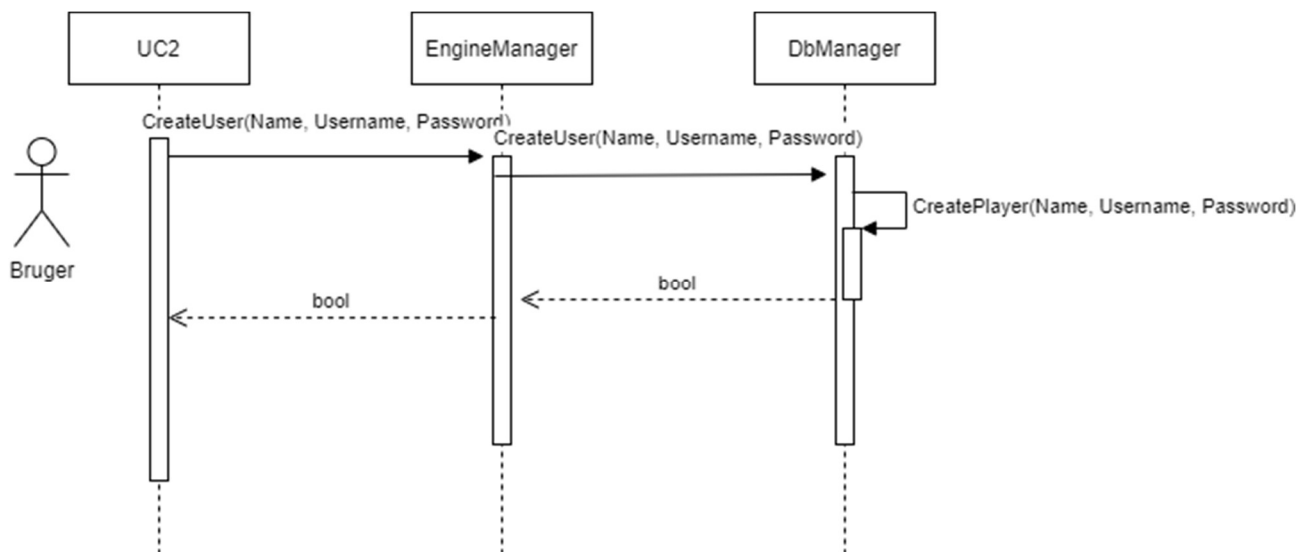 UC2
EngineManager
DbManager
CreateUser(Name, Username, Password)
CreateUser(Name, Username, Password)
CreatePlayer(Name, Username, Password)
Bruger
bool
bool